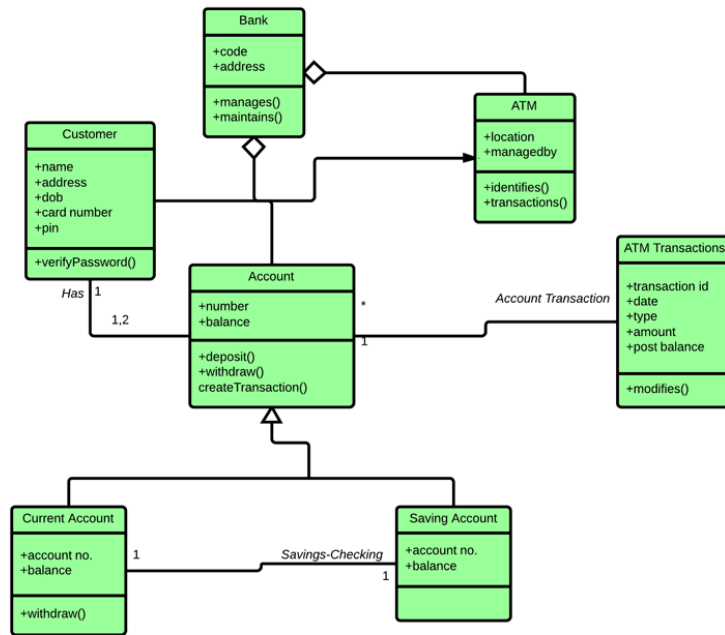 Bank
+code
+address
+manages()
+maintains()
ATM
+location
+managedby
+identifies()
+transactions()
Customer
+name
+address
+dob
+card number
+pin
+verifyPassword()
Has
1
1,2
Account
+number
+balance
+deposit()
+withdraw()
createTransaction()
*
1
Account Transaction
ATM Transactions
+transaction id
+date
+type
+amount
+post balance
+modifies()
Current Account
+account no.
+balance
+withdraw()
1
Savings-Checking
1
Saving Account
+account no.
+balance